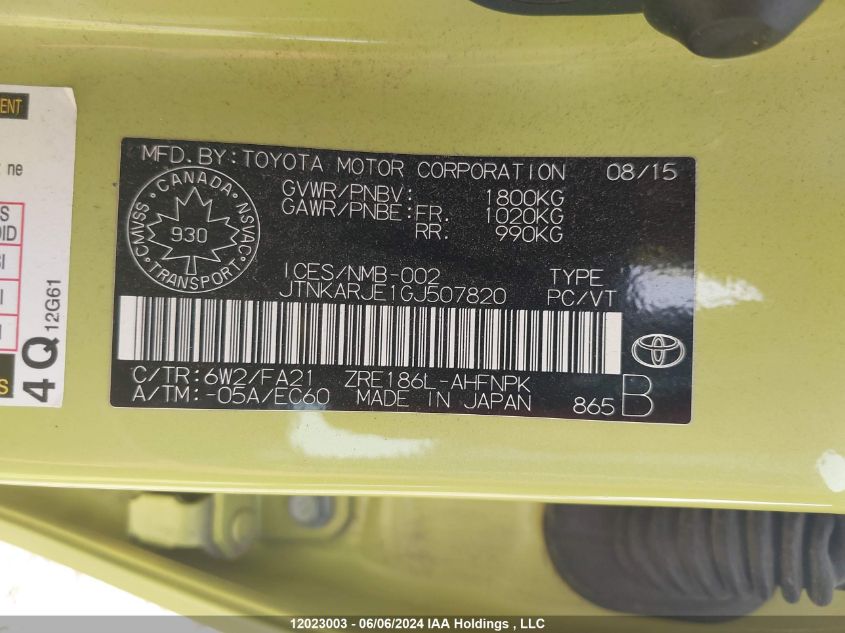 ENT
ne
S
OID
SI
I
I
S
4Q 12G61
MFD. BY: TOYOTA MOTOR CORPORATION 08/15
GVWR/PNBV: 1800KG
GAWR/PNBE: FR. 1020KG
RR: 990KG
CANADA
CMVSS 930 NSVAC
TRANSPORT
ICES/NMB-002 TYPE
JTNKARJE1GJ507820 PC/VT
C/TR: 6W2/FA21 ZRE186L-AHFNPK
A/TM: -05A/EC60 MADE IN JAPAN 865 B
12023003 - 06/06/2024 IAA Holdings , LLC